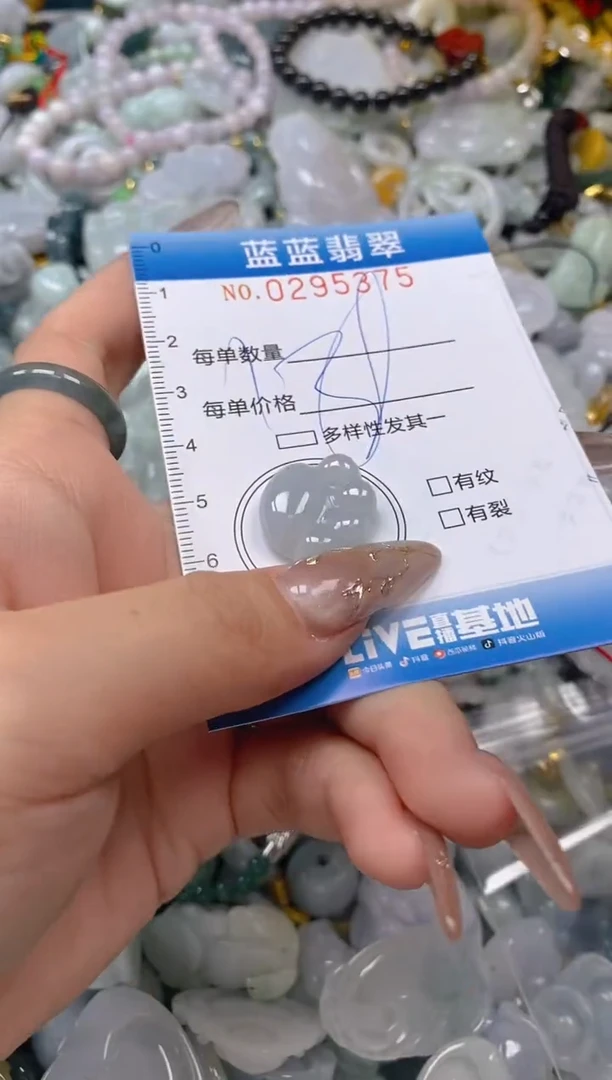 蓝蓝翡翠
NO.0295375
0
1
2
3
4
5
6
每单数量
每单价格
多样性发其一
有纹
有裂
LIVE直播基地
今日头条 抖音 西瓜视频 抖音火山版